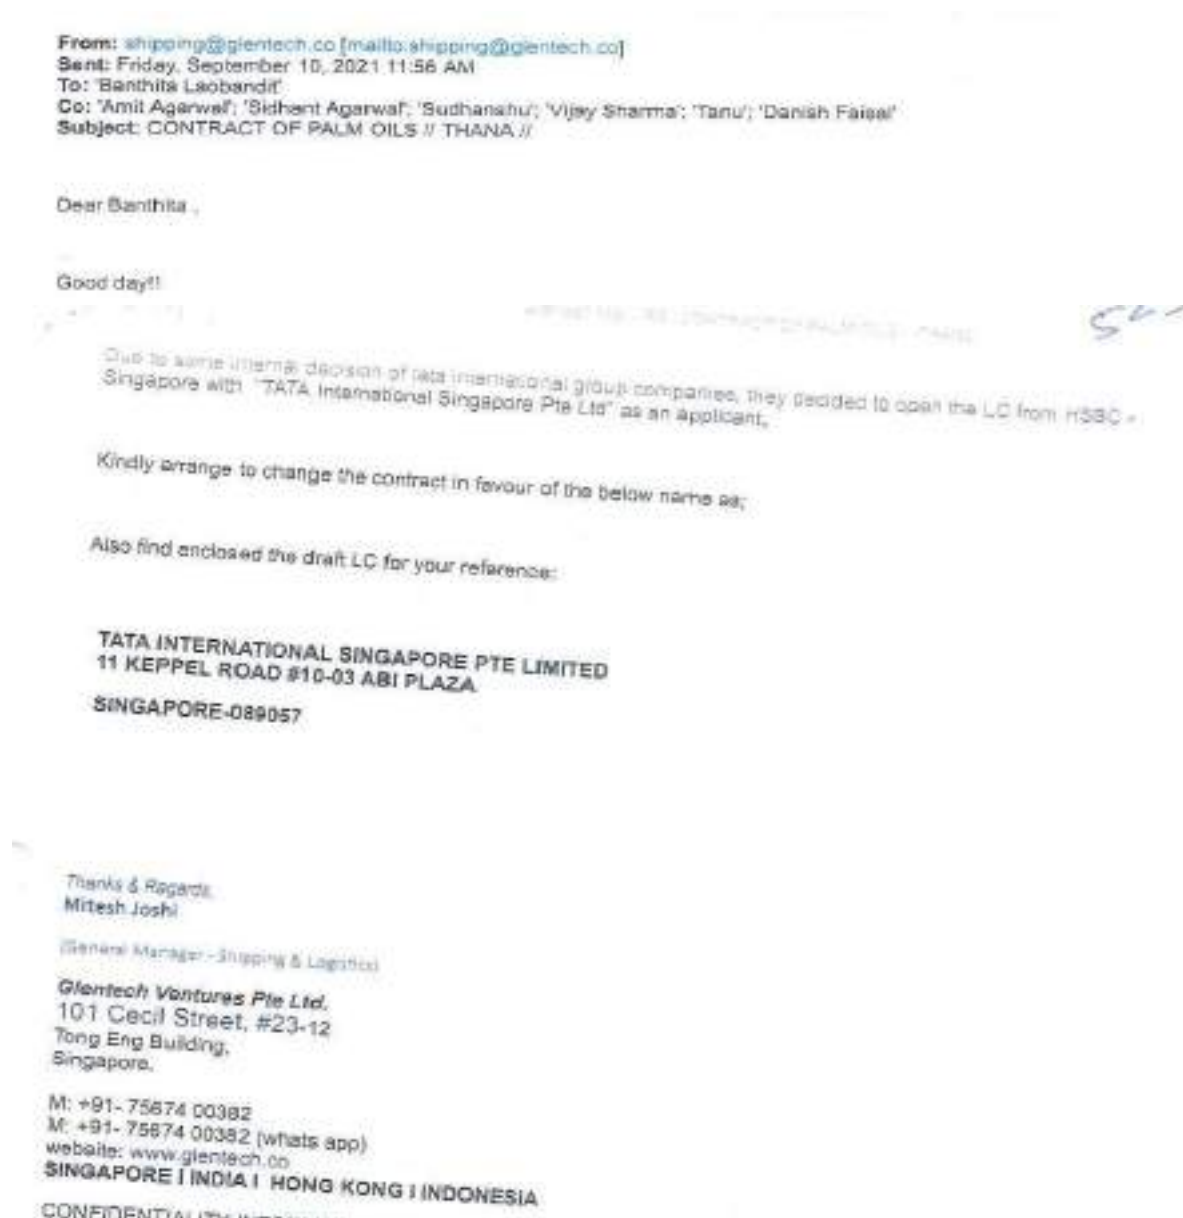 From: shipping@glentech.co [mailto:shipping@glentech.co]
Sent: Friday, September 10, 2021 11:56 AM
To: 'Banthita Laobandit'
Cc: 'Amit Agarwal'; 'Sidhant Agarwal'; 'Sudhanshu'; 'Vijay Sharma'; 'Tanu'; 'Danish Faisal'
Subject: CONTRACT OF PALM OILS // THANA //
Dear Banthita ,
Good day!!
Due to some internal decision of tata international group companies, they decided to open the LC from HSBC -
Singapore with "TATA International Singapore Pte Ltd" as an applicant,
Kindly arrange to change the contract in favour of the below name as;
Also find enclosed the draft LC for your reference:
TATA INTERNATIONAL SINGAPORE PTE LIMITED
11 KEPPEL ROAD #10-03 ABI PLAZA
SINGAPORE-089057
Thanks & Regards,
Mitesh Joshi
(General Manager - Shipping & Logistics)
Glentech Ventures Pte Ltd.
101 Cecil Street, #23-12
Tong Eng Building,
Singapore.
M: +91- 75674 00382
M: +91- 75674 00382 (whats app)
website: www.glentech.co
SINGAPORE I INDIA I HONG KONG I INDONESIA
CONFIDENTIALITY